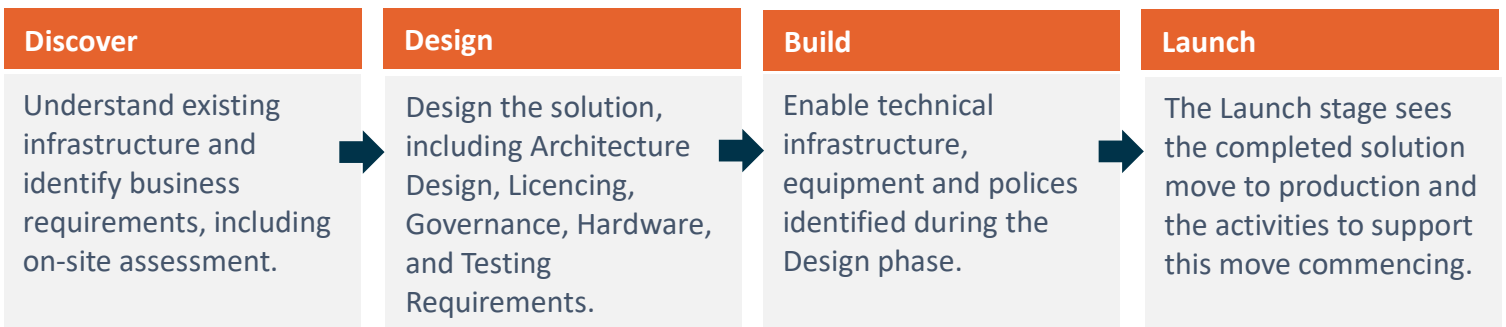 Discover
Understand existing
infrastructure and
identify business
requirements, including
on-site assessment.
Design
Design the solution,
including Architecture
Design, Licencing,
Governance, Hardware,
and Testing
Requirements.
Build
Enable technical
infrastructure,
equipment and polices
identified during the
Design phase.
Launch
The Launch stage sees
the completed solution
move to production and
the activities to support
this move commencing.